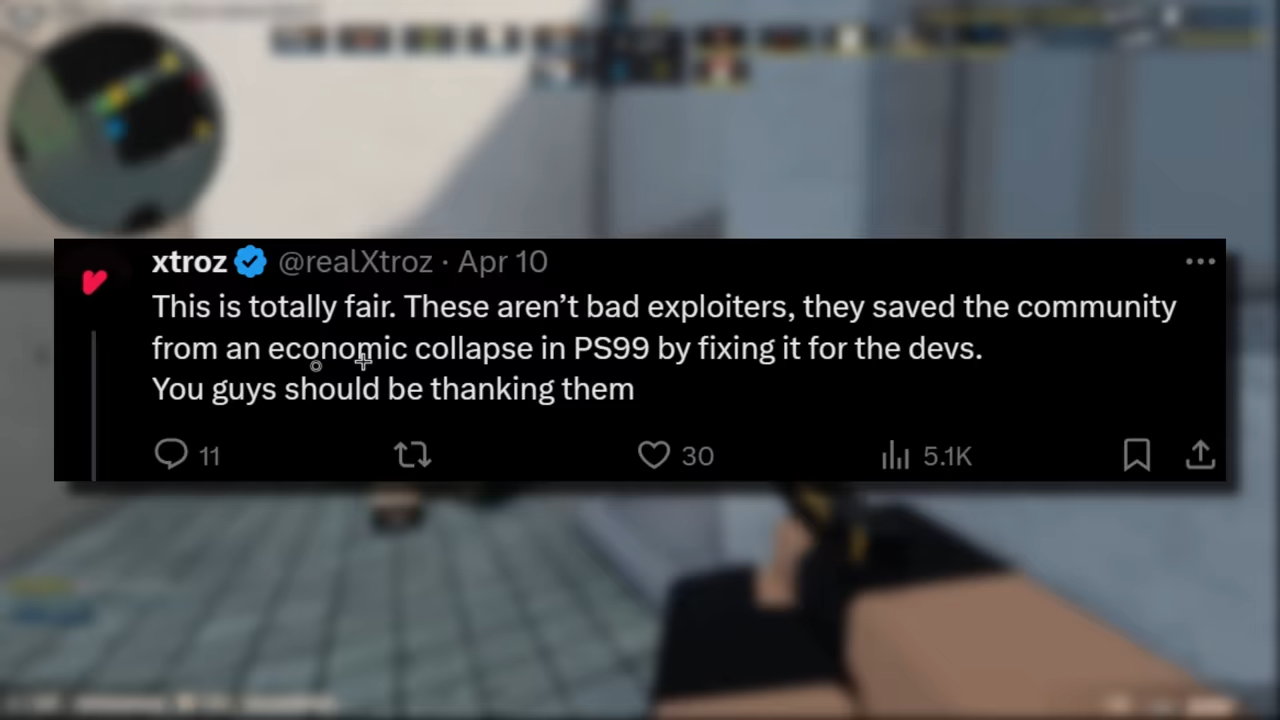 xtroz @realXtroz · Apr 10
This is totally fair. These aren’t bad exploiters, they saved the community
from an economic collapse in PS99 by fixing it for the devs.
You guys should be thanking them
11 30 5.1K